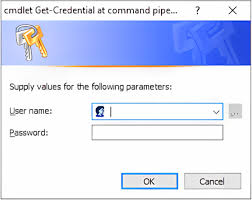 cmdlet Get-Credential at command pipe...
Supply values for the following parameters:
User name:
...
Password:
OK Cancel